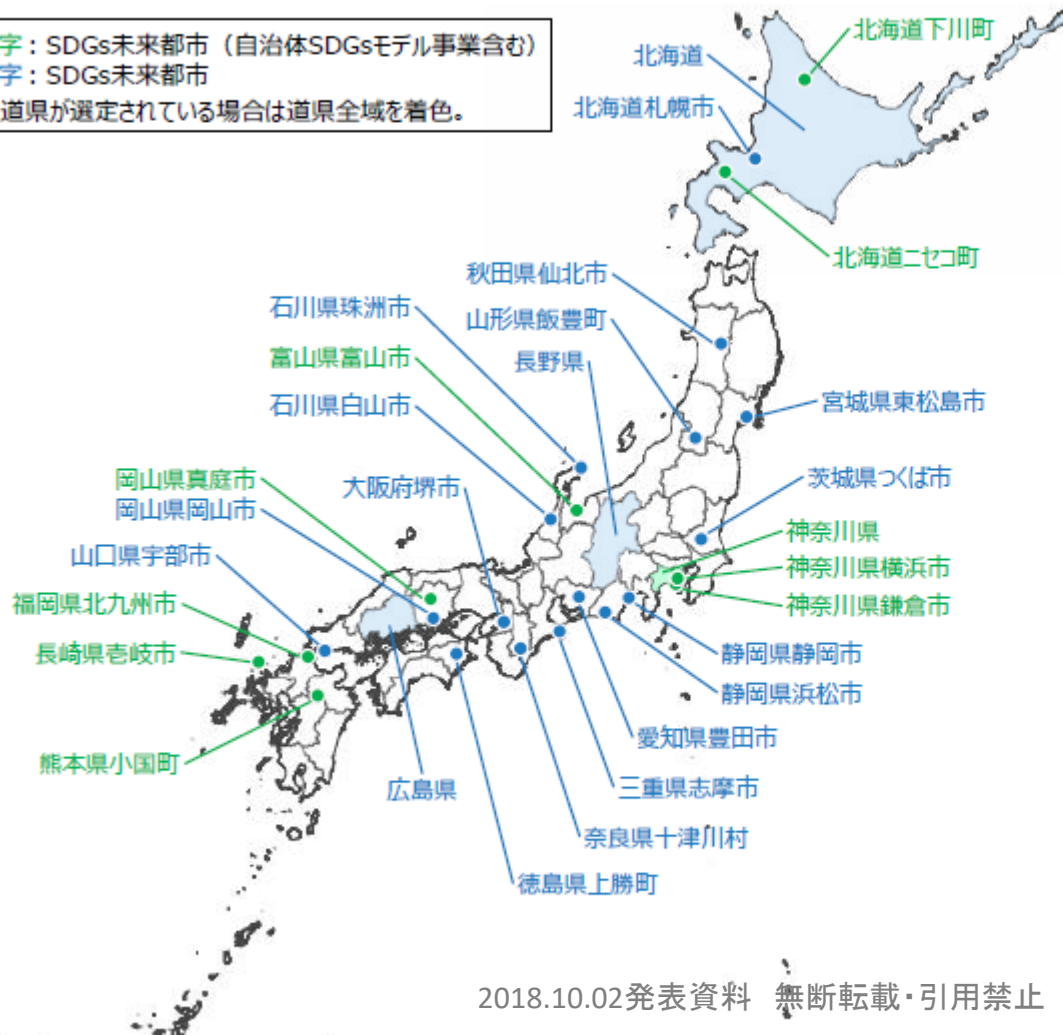 字：SDGs未来都市（自治体SDGsモデル事業含む）
字：SDGs未来都市
道県が選定されている場合は道県全域を着色。
北海道下川町
北海道
北海道札幌市
北海道ニセコ町
秋田県仙北市
石川県珠洲市
山形県飯豊町
富山県富山市
長野県
石川県白山市
宮城県東松島市
岡山県真庭市
大阪府堺市
茨城県つくば市
岡山県岡山市
神奈川県
山口県宇部市
神奈川県横浜市
福岡県北九州市
神奈川県鎌倉市
長崎県壱岐市
静岡県静岡市
静岡県浜松市
愛知県豊田市
熊本県小国町
広島県
三重県志摩市
奈良県十津川村
徳島県上勝町
2018.10.02発表資料　無断転載・引用禁止